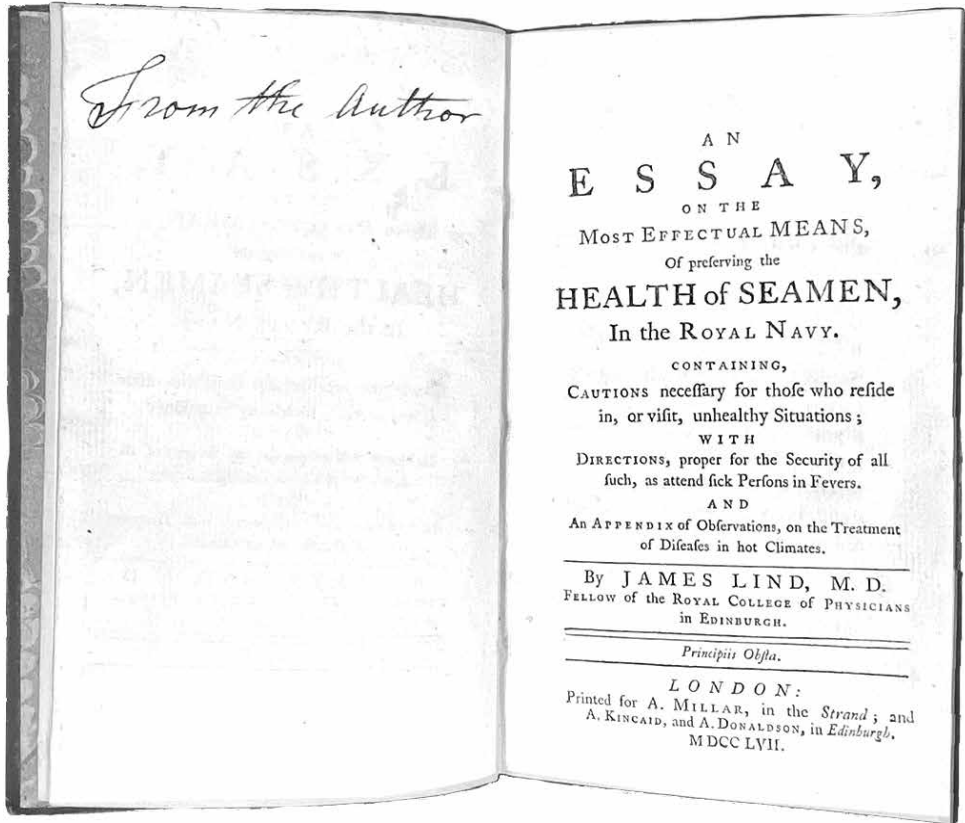 From the Author
AN
ESSAY,
ON THE
MOST EFFECTUAL MEANS,
Of preſerving the
HEALTH of SEAMEN,
In the ROYAL NAVY.
CONTAINING,
CAUTIONS neceſſary for thoſe who reſide
in, or viſit, unhealthy Situations;
WITH
DIRECTIONS, proper for the Security of all
ſuch, as attend ſick Perſons in Fevers.
AND
An APPENDIX of Obſervations, on the Treatment
of Diſeaſes in hot Climates.
By JAMES LIND, M. D.
FELLOW of the ROYAL COLLEGE of PHYSICIANS
in EDINBURGH.
Principiis Obſta.
LONDON:
Printed for A. MILLAR, in the Strand; and
A. KINCAID, and A. DONALDSON, in Edinburgh.
MDCC LVII.